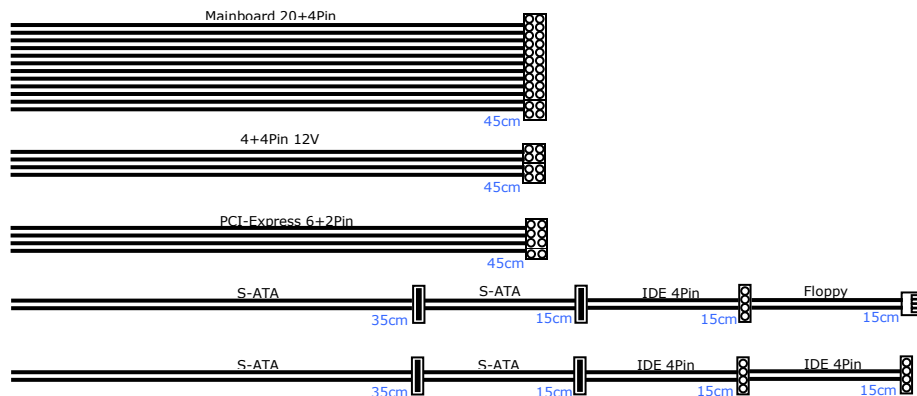 Mainboard 20+4Pin
45cm
4+4Pin 12V
45cm
PCI-Express 6+2Pin
45cm
S-ATA S-ATA IDE 4Pin Floppy
35cm 15cm 15cm 15cm
S-ATA S-ATA IDE 4Pin IDE 4Pin
35cm 15cm 15cm 15cm